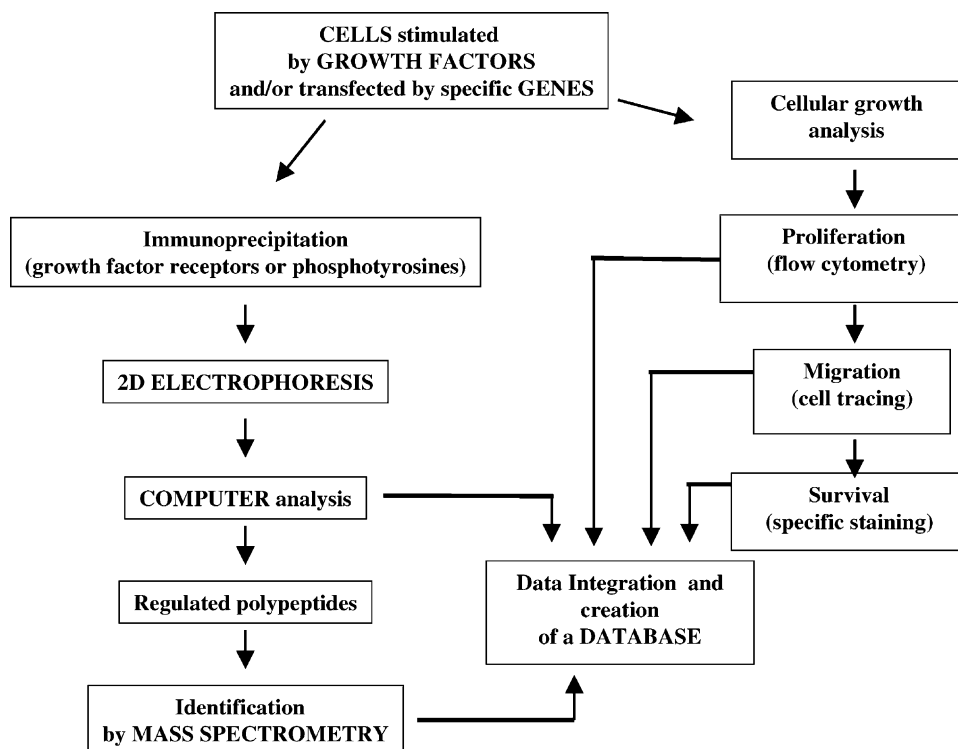 CELLS stimulated
by GROWTH FACTORS
and/or transfected by specific GENES
Cellular growth
analysis
Immunoprecipitation
(growth factor receptors or phosphotyrosines)
Proliferation
(flow cytometry)
2D ELECTROPHORESIS
Migration
(cell tracing)
COMPUTER analysis
Survival
(specific staining)
Regulated polypeptides
Data Integration and
creation
of a DATABASE
Identification
by MASS SPECTROMETRY